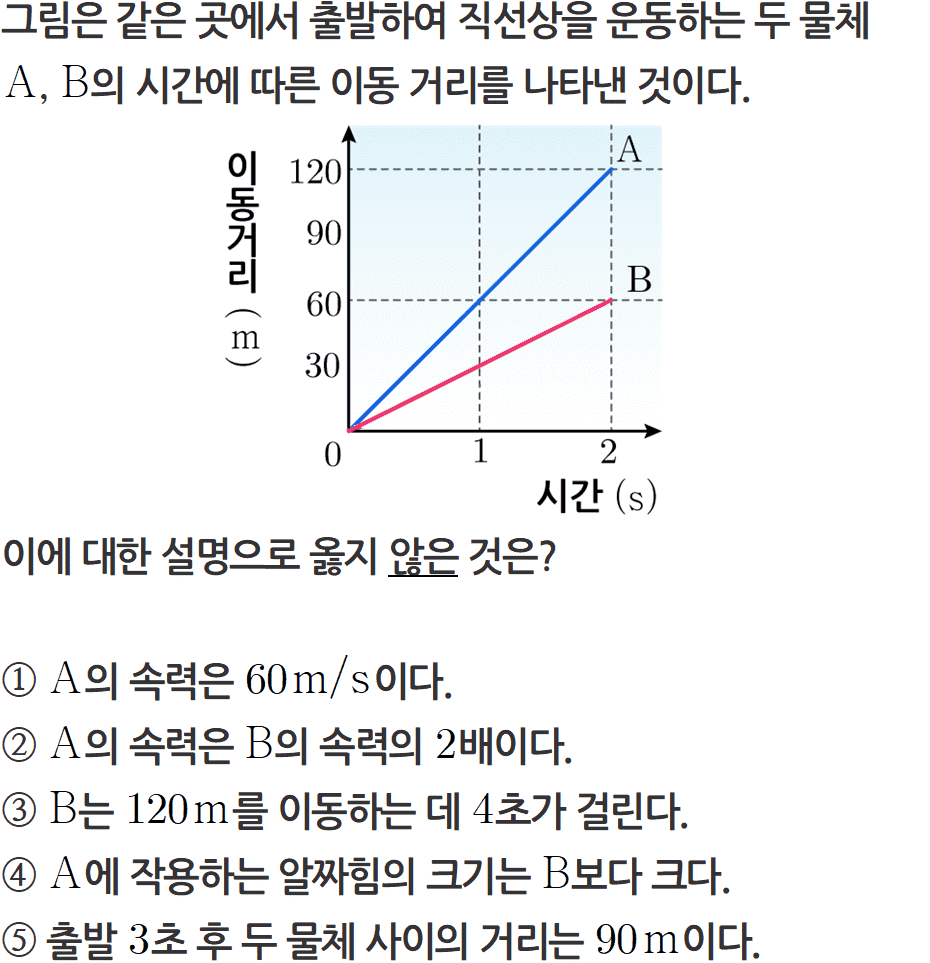 그림은 같은 곳에서 출발하여 직선상을 운동하는 두 물체
A, B의 시간에 따른 이동 거리를 나타낸 것이다.
이동거리 (m)
120
90
60
30
0
1
2
A
B
시간 (s)
이에 대한 설명으로 옳지 않은 것은?
① A의 속력은 60m/s이다.
② A의 속력은 B의 속력의 2배이다.
③ B는 120m를 이동하는 데 4초가 걸린다.
④ A에 작용하는 알짜힘의 크기는 B보다 크다.
⑤ 출발 3초 후 두 물체 사이의 거리는 90m이다.